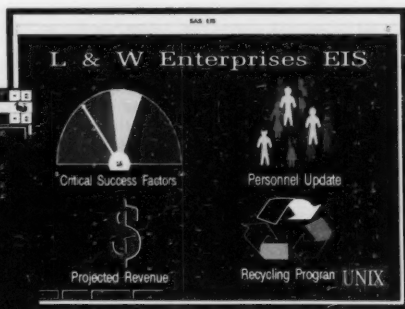 SAS EIS
L & W Enterprises EIS
Critical Success Factors
Personnel Update
Projected Revenue
Recycling Program
UNIX